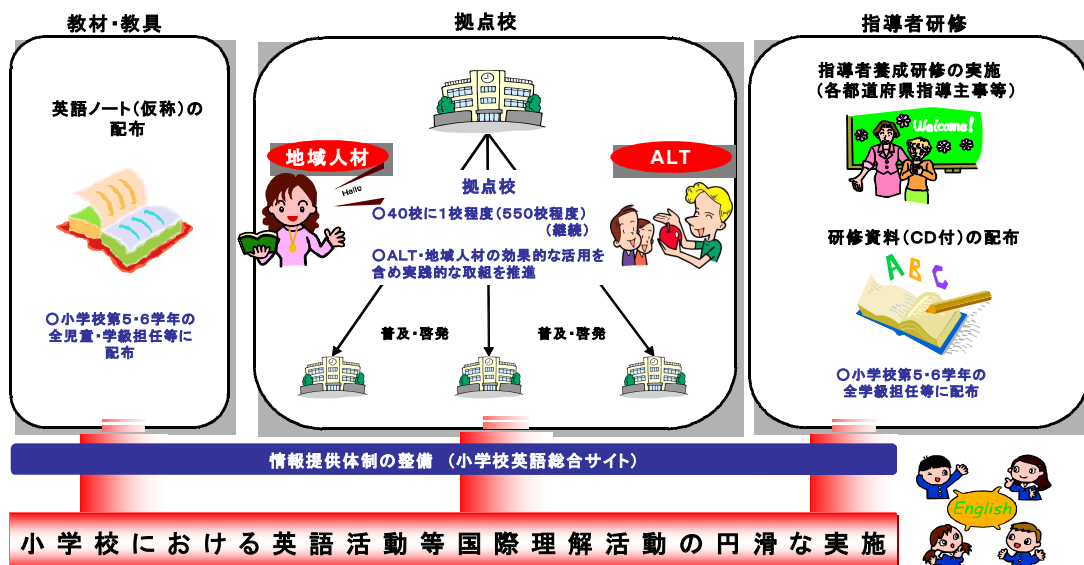 教材・教具
英語ノート(仮称)の
配布
○小学校第5・6学年の
全児童・学級担任等に
配布
拠点校
地域人材
Hello
ALT
拠点校
○40校に1校程度(550校程度)
(継続)
○ALT・地域人材の効果的な活用を
含め実践的な取組を推進
普及・啓発
普及・啓発
指導者研修
指導者養成研修の実施
(各都道府県指導主事等)
Welcome!
研修資料(CD付)の配布
ABC
○小学校第5・6学年の
全学級担任等に配布
情報提供体制の整備 (小学校英語総合サイト)
English
小学校における英語活動等国際理解活動の円滑な実施